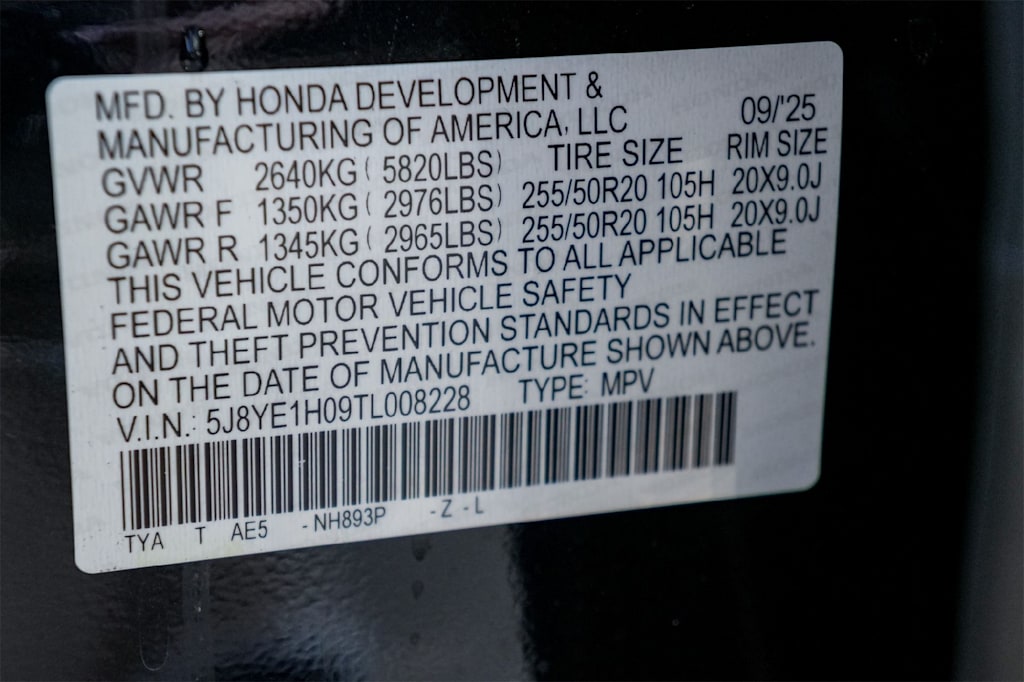 MFD. BY HONDA DEVELOPMENT &
MANUFACTURING OF AMERICA, LLC 09/'25
GVWR 2640KG ( 5820LBS) TIRE SIZE RIM SIZE
GAWR F 1350KG ( 2976LBS) 255/50R20 105H 20X9.0J
GAWR R 1345KG ( 2965LBS) 255/50R20 105H 20X9.0J
THIS VEHICLE CONFORMS TO ALL APPLICABLE
FEDERAL MOTOR VEHICLE SAFETY
AND THEFT PREVENTION STANDARDS IN EFFECT
ON THE DATE OF MANUFACTURE SHOWN ABOVE.
V.I.N.: 5J8YE1H09TL008228 TYPE: MPV
TYA T AE5 -NH893P -Z-L